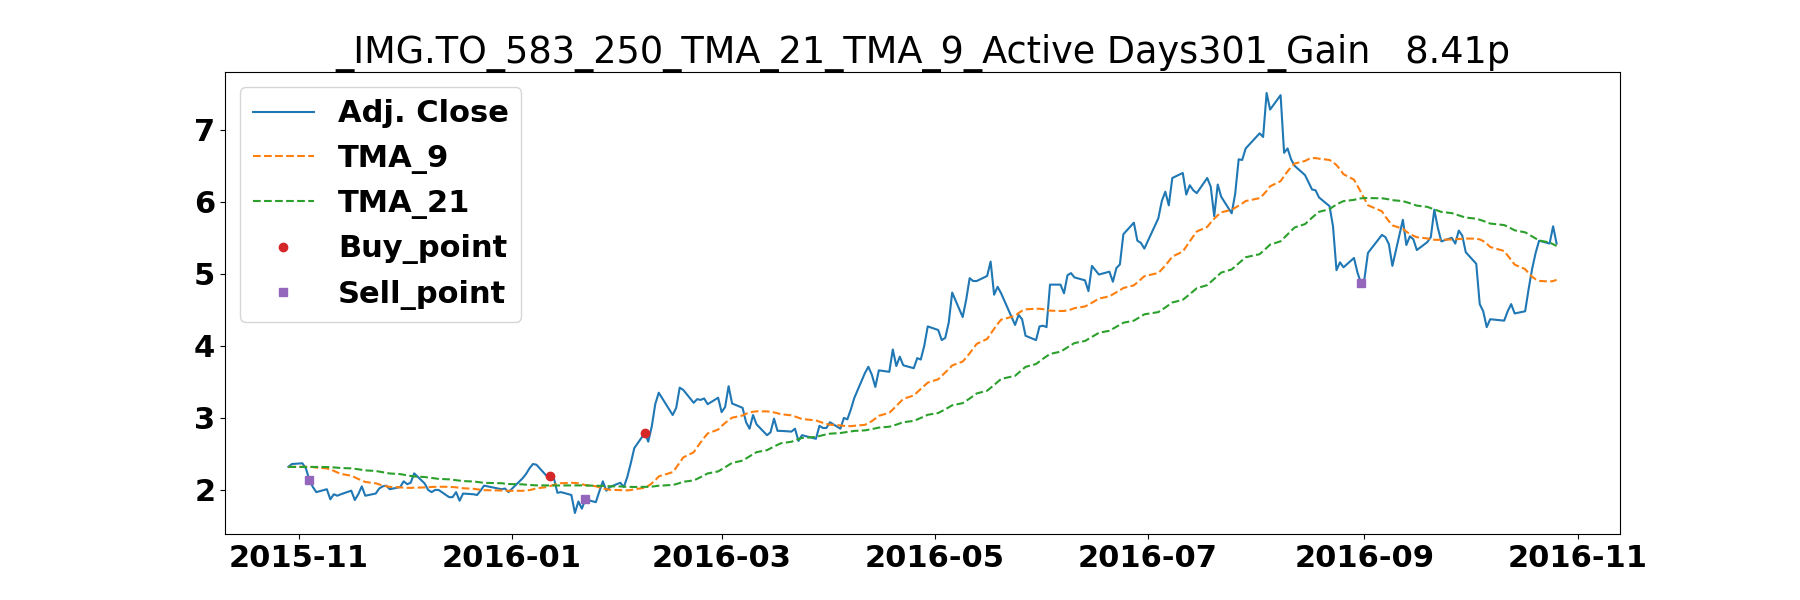 _IMG.TO_583_250_TMA_21_TMA_9_Active Days301_Gain   8.41p
Adj. Close
TMA_9
TMA_21
Buy_point
Sell_point
7
6
5
4
3
2
2015-11 2016-01 2016-03 2016-05 2016-07 2016-09 2016-11